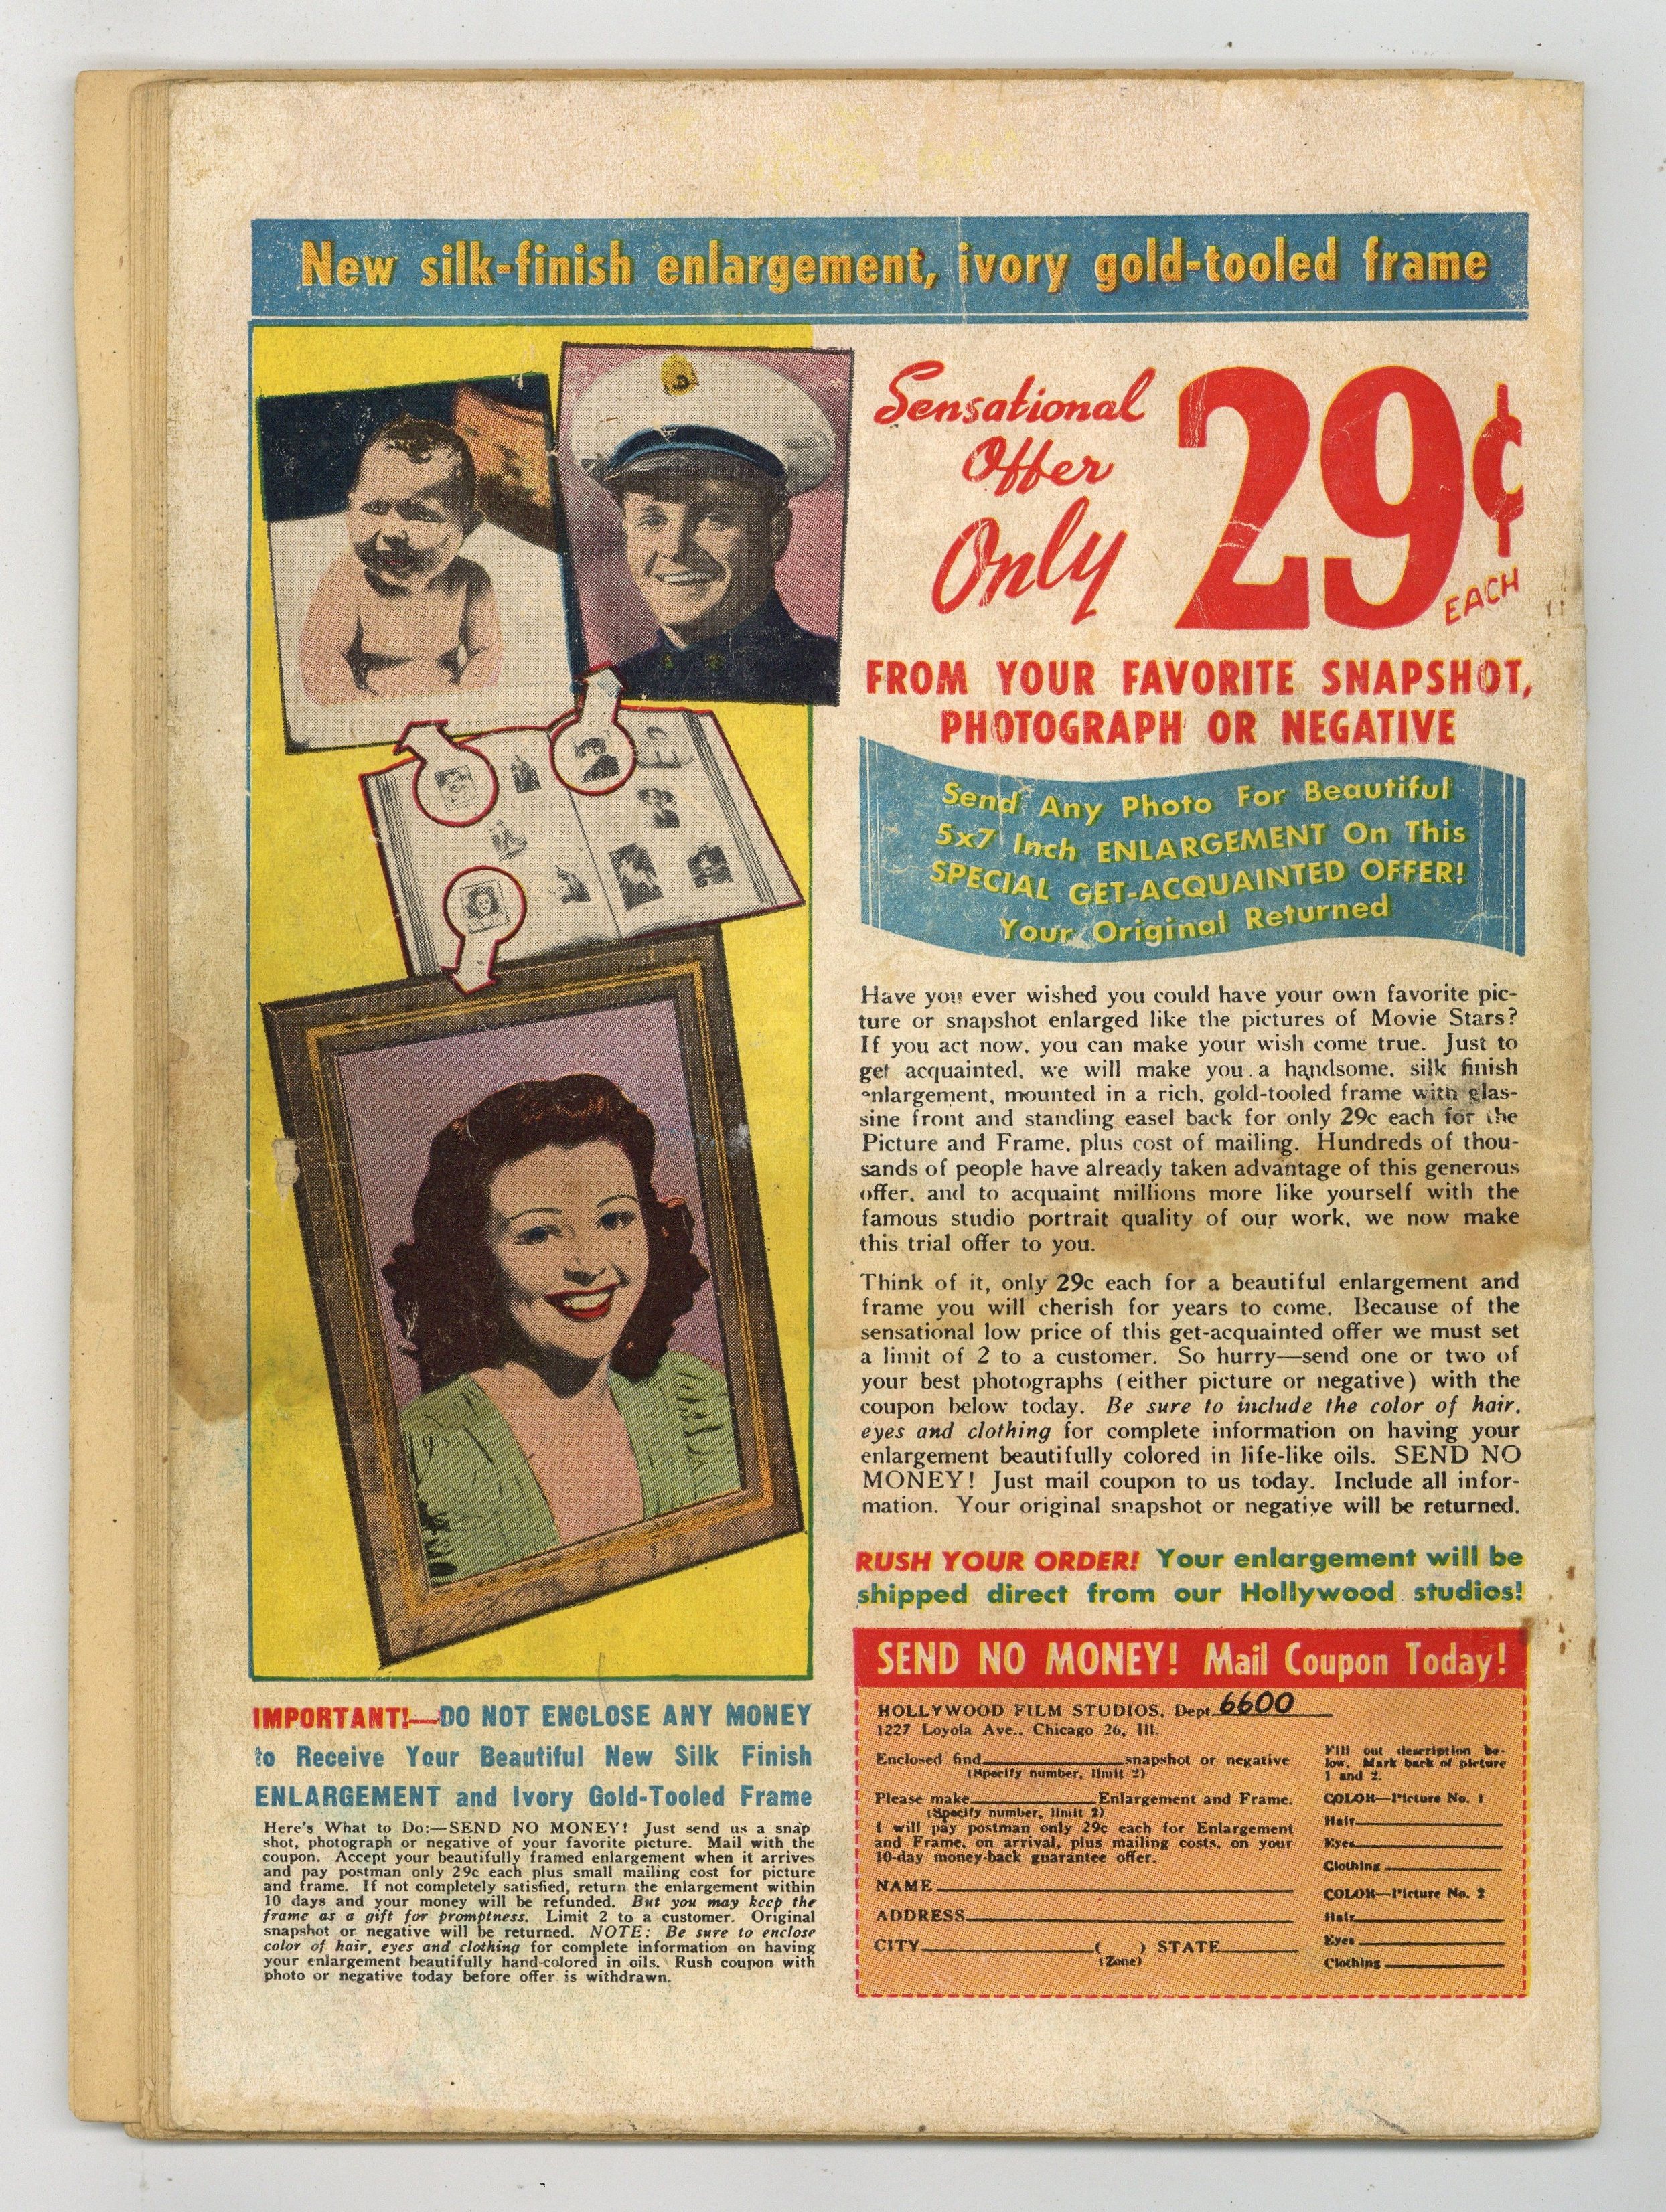 New silk-finish enlargement, ivory gold-tooled frame
Sensational
Offer
Only
29¢
EACH
FROM YOUR FAVORITE SNAPSHOT,
PHOTOGRAPH OR NEGATIVE
Send Any Photo For Beautiful
5x7 Inch ENLARGEMENT On This
SPECIAL GET-ACQUAINTED OFFER!
Your Original Returned
Have you ever wished you could have your own favorite pic-
ture or snapshot enlarged like the pictures of Movie Stars?
If you act now, you can make your wish come true. Just to
get acquainted, we will make you a handsome, silk finish
enlargement, mounted in a rich, gold-tooled frame with glas-
sine front and standing easel back for only 29c each for the
Picture and Frame, plus cost of mailing. Hundreds of thou-
sands of people have already taken advantage of this generous
offer, and to acquaint millions more like yourself with the
famous studio portrait quality of our work, we now make
this trial offer to you.
Think of it, only 29c each for a beautiful enlargement and
frame you will cherish for years to come. Because of the
sensational low price of this get-acquainted offer we must set
a limit of 2 to a customer. So hurry—send one or two of
your best photographs (either picture or negative) with the
coupon below today. Be sure to include the color of hair,
eyes and clothing for complete information on having your
enlargement beautifully colored in life-like oils. SEND NO
MONEY! Just mail coupon to us today. Include all infor-
mation. Your original snapshot or negative will be returned.
RUSH YOUR ORDER! Your enlargement will be
shipped direct from our Hollywood studios!
IMPORTANT!—DO NOT ENCLOSE ANY MONEY
to Receive Your Beautiful New Silk Finish
ENLARGEMENT and Ivory Gold-Tooled Frame
Here's What to Do:—SEND NO MONEY! Just send us a snap
shot, photograph or negative of your favorite picture. Mail with the
coupon. Accept your beautifully framed enlargement when it arrives
and pay postman only 29c each plus small mailing cost for picture
and frame. If not completely satisfied, return the enlargement within
10 days and your money will be refunded. But you may keep the
frame as a gift for promptness. Limit 2 to a customer. Original
snapshot or negative will be returned. NOTE: Be sure to enclose
color of hair, eyes and clothing for complete information on having
your enlargement beautifully hand-colored in oils. Rush coupon with
photo or negative today before offer is withdrawn.
SEND NO MONEY! Mail Coupon Today!
HOLLYWOOD FILM STUDIOS, Dept. 6600
1227 Loyola Ave., Chicago 26, Ill.
Enclosed find ______ snapshot or negative
(Specify number, limit 2)
Please make ______ Enlargement and Frame.
(Specify number, limit 2)
I will pay postman only 29c each for Enlargement
and Frame, on arrival, plus mailing costs, on your
10-day money-back guarantee offer.
NAME
ADDRESS
CITY ______ ( ) STATE
(Zone)
Fill out description be-
low. Mark back of picture
1 and 2.
COLOR—Picture No. 1
Hair
Eyes
Clothing
COLOR—Picture No. 2
Hair
Eyes
Clothing